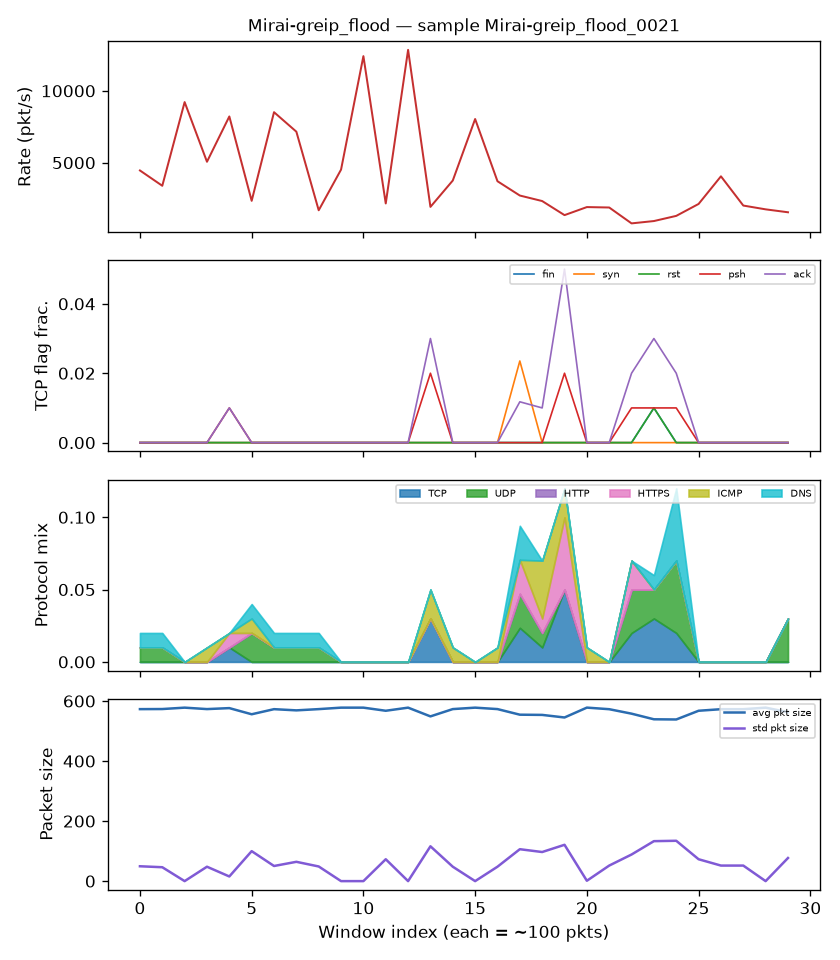 Mirai-greip_flood — sample Mirai-greip_flood_0021
Rate (pkt/s)
10000
5000
TCP flag frac.
0.04
0.02
0.00
fin syn rst psh ack
Protocol mix
0.10
0.05
0.00
TCP UDP HTTP HTTPS ICMP DNS
Packet size
600
400
200
0
avg pkt size
std pkt size
0 5 10 15 20 25 30
Window index (each = ~100 pkts)